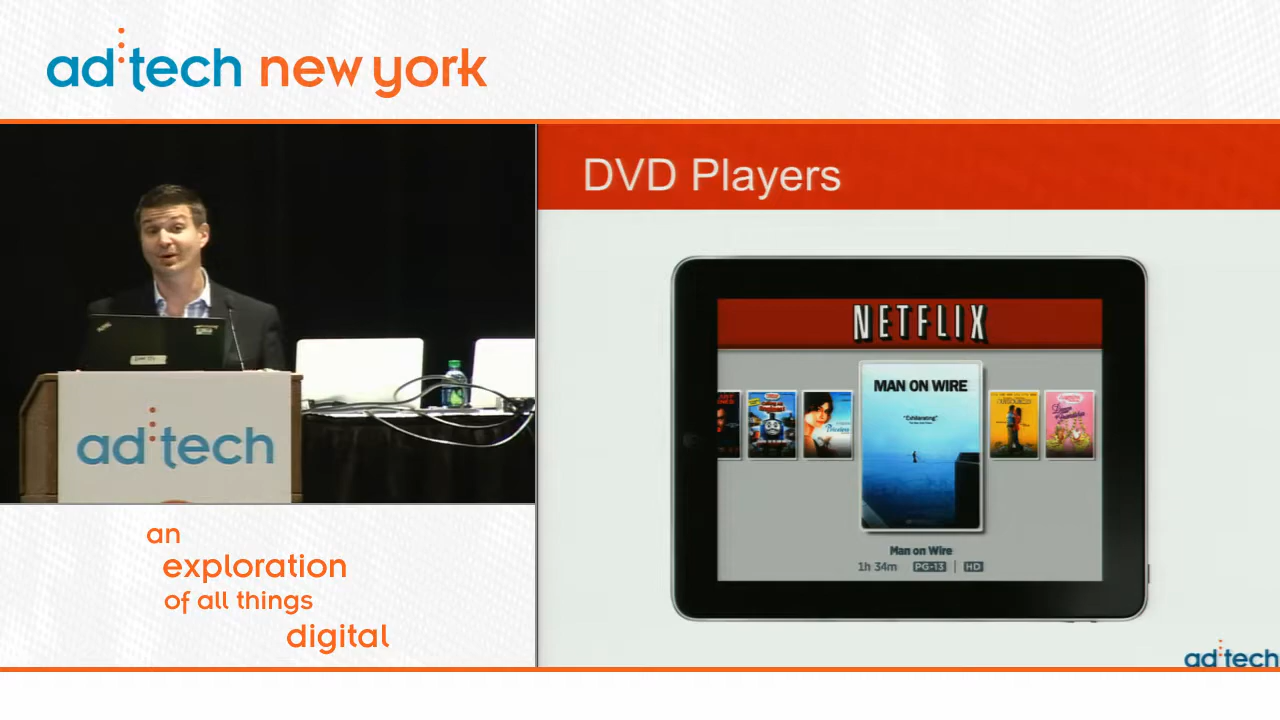 ad:tech new york
DVD Players
NETFLIX
MAN ON WIRE
"Exhilarating"
Man on Wire
1h 34m PG-13 | HD
ad:tech
an
exploration
of all things
digital
ad:tech